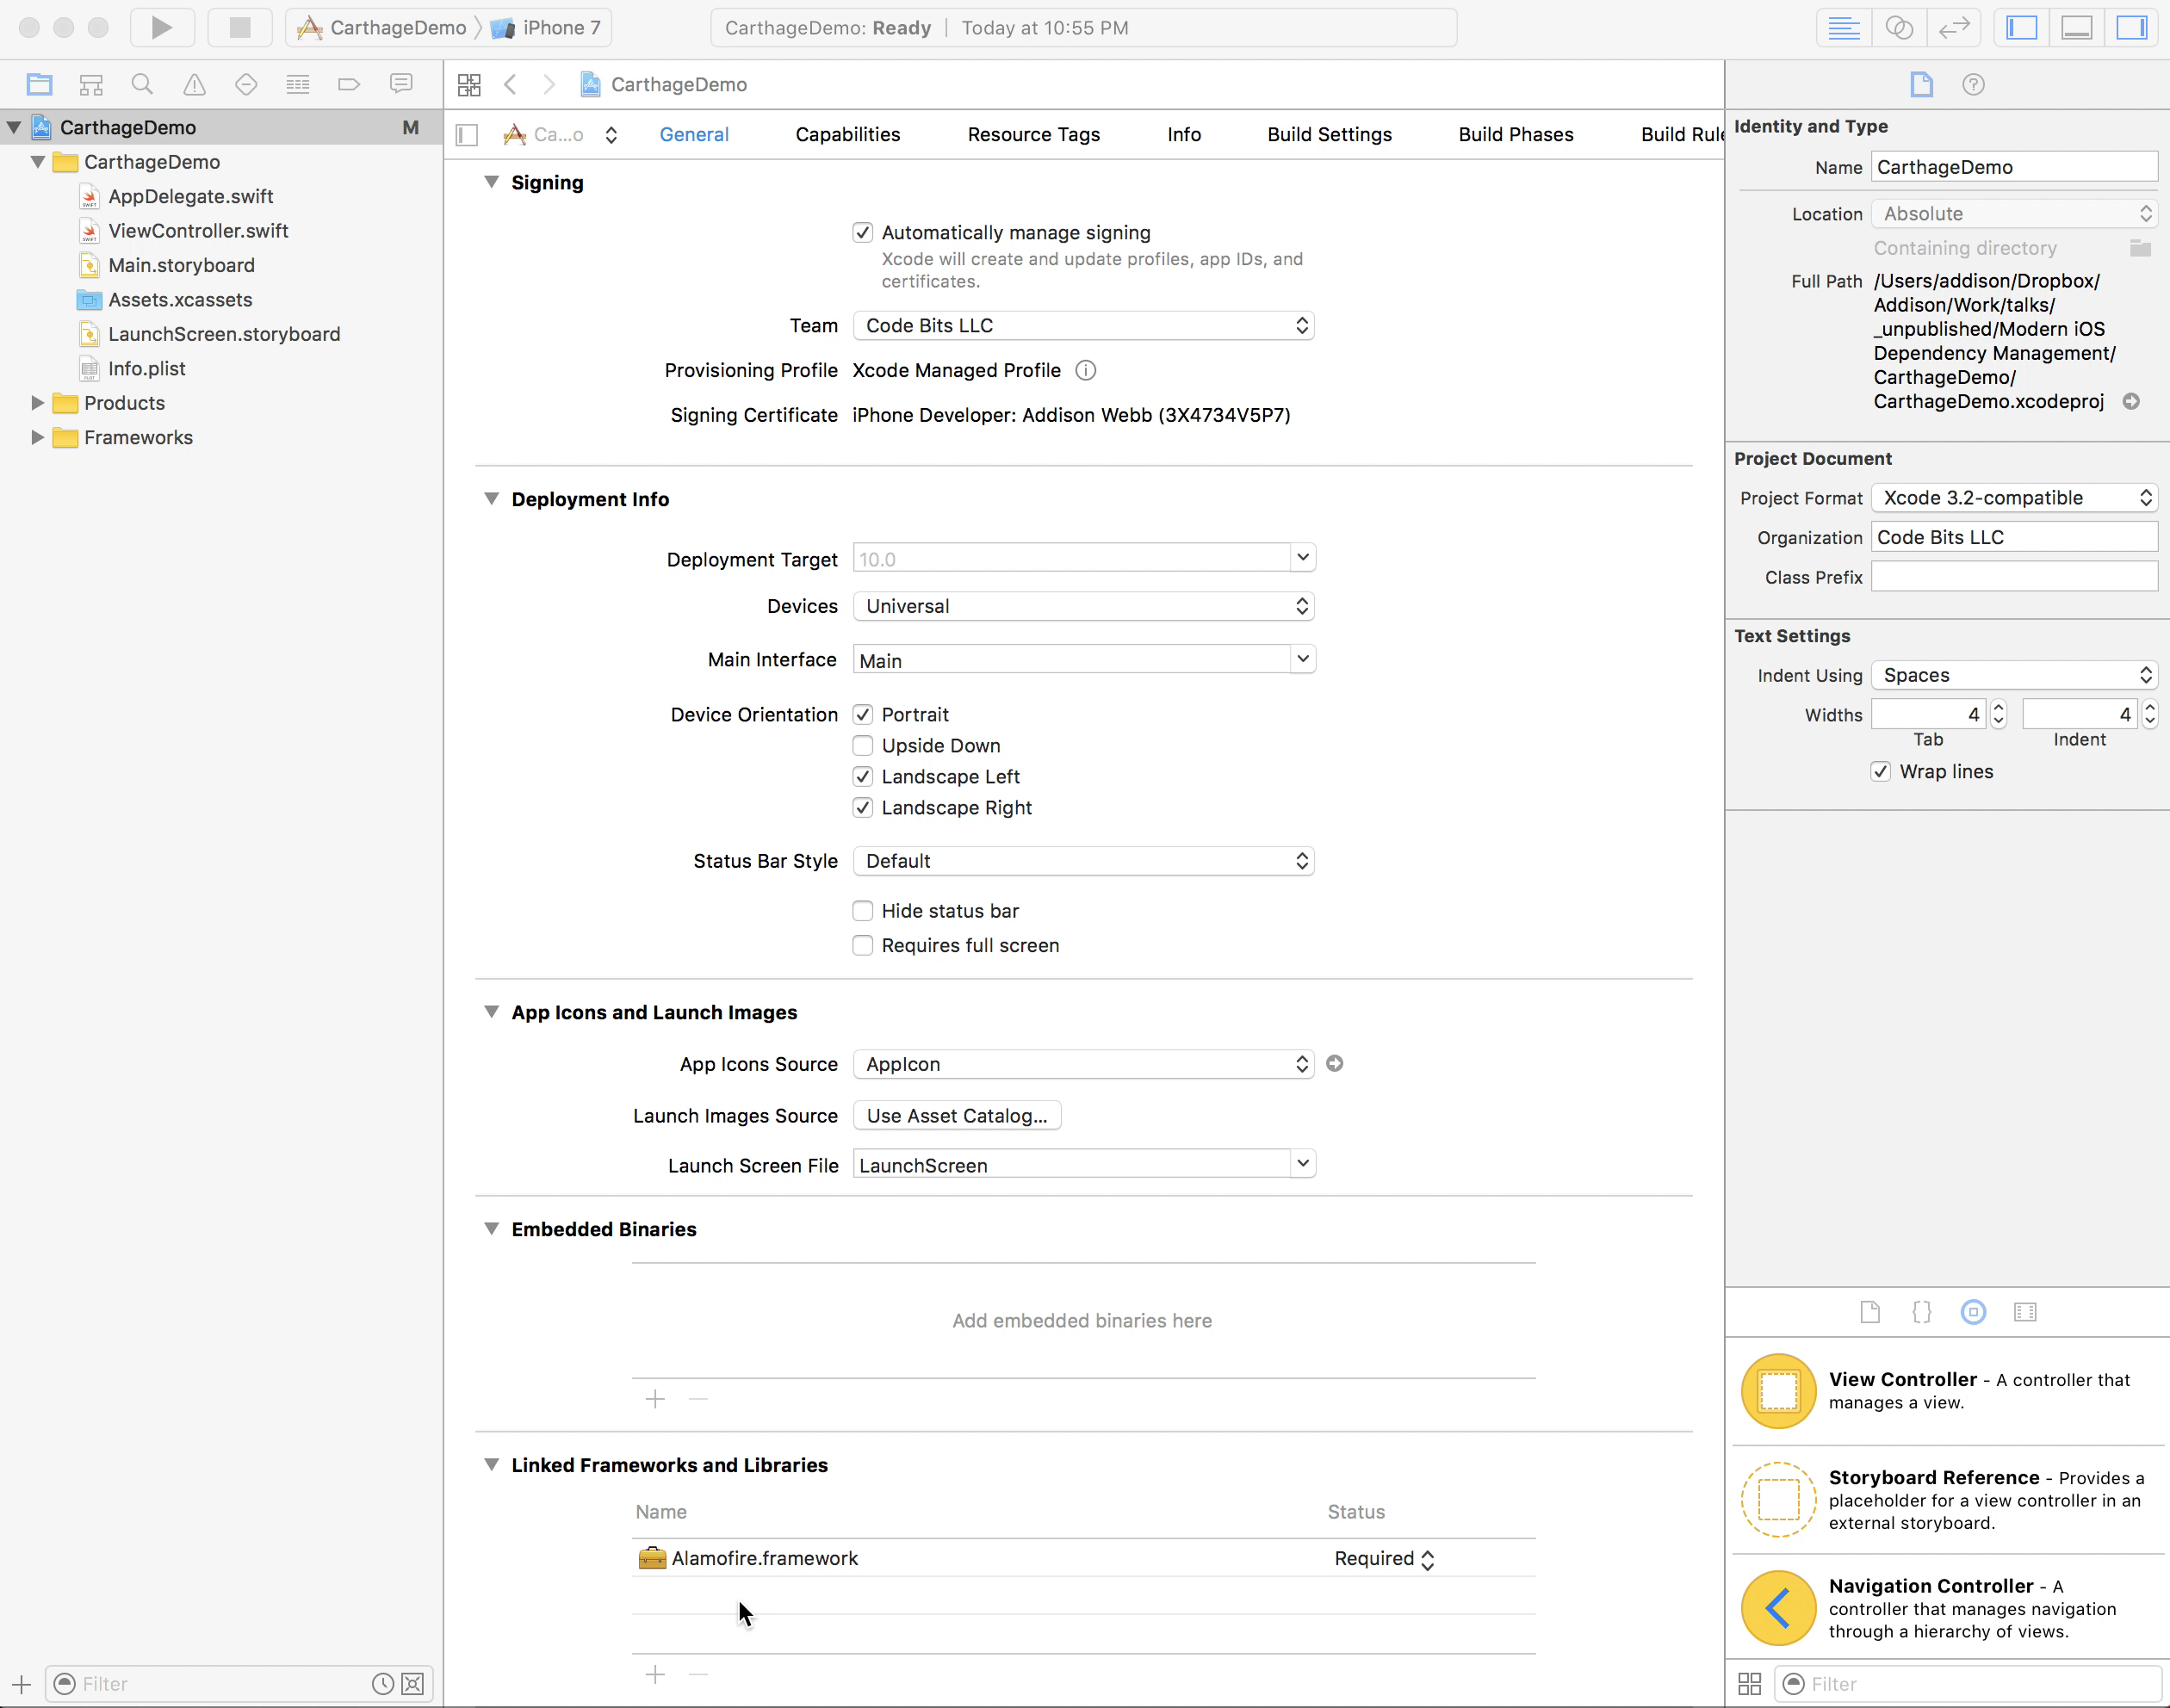 CarthageDemo
iPhone 7
CarthageDemo: Ready
Today at 10:55 PM
CarthageDemo
CarthageDemo
M
CarthageDemo
AppDelegate.swift
ViewController.swift
Main.storyboard
Assets.xcassets
LaunchScreen.storyboard
Info.plist
Products
Frameworks
Filter
Ca...o
General
Capabilities
Resource Tags
Info
Build Settings
Build Phases
Build Rule
Signing
Automatically manage signing
Xcode will create and update profiles, app IDs, and
certificates.
Team
Code Bits LLC
Provisioning Profile
Xcode Managed Profile
Signing Certificate
iPhone Developer: Addison Webb (3X4734V5P7)
Deployment Info
Deployment Target
10.0
Devices
Universal
Main Interface
Main
Device Orientation
Portrait
Upside Down
Landscape Left
Landscape Right
Status Bar Style
Default
Hide status bar
Requires full screen
App Icons and Launch Images
App Icons Source
AppIcon
Launch Images Source
Use Asset Catalog...
Launch Screen File
LaunchScreen
Embedded Binaries
Add embedded binaries here
Linked Frameworks and Libraries
Name
Status
Alamofire.framework
Required
Identity and Type
Name
CarthageDemo
Location
Absolute
Containing directory
Full Path
/Users/addison/Dropbox/
Addison/Work/talks/
_unpublished/Modern iOS
Dependency Management/
CarthageDemo/
CarthageDemo.xcodeproj
Project Document
Project Format
Xcode 3.2-compatible
Organization
Code Bits LLC
Class Prefix
Text Settings
Indent Using
Spaces
Widths
4
4
Tab
Indent
Wrap lines
View Controller - A controller that
manages a view.
Storyboard Reference - Provides a
placeholder for a view controller in an
external storyboard.
Navigation Controller - A
controller that manages navigation
through a hierarchy of views.
Filter